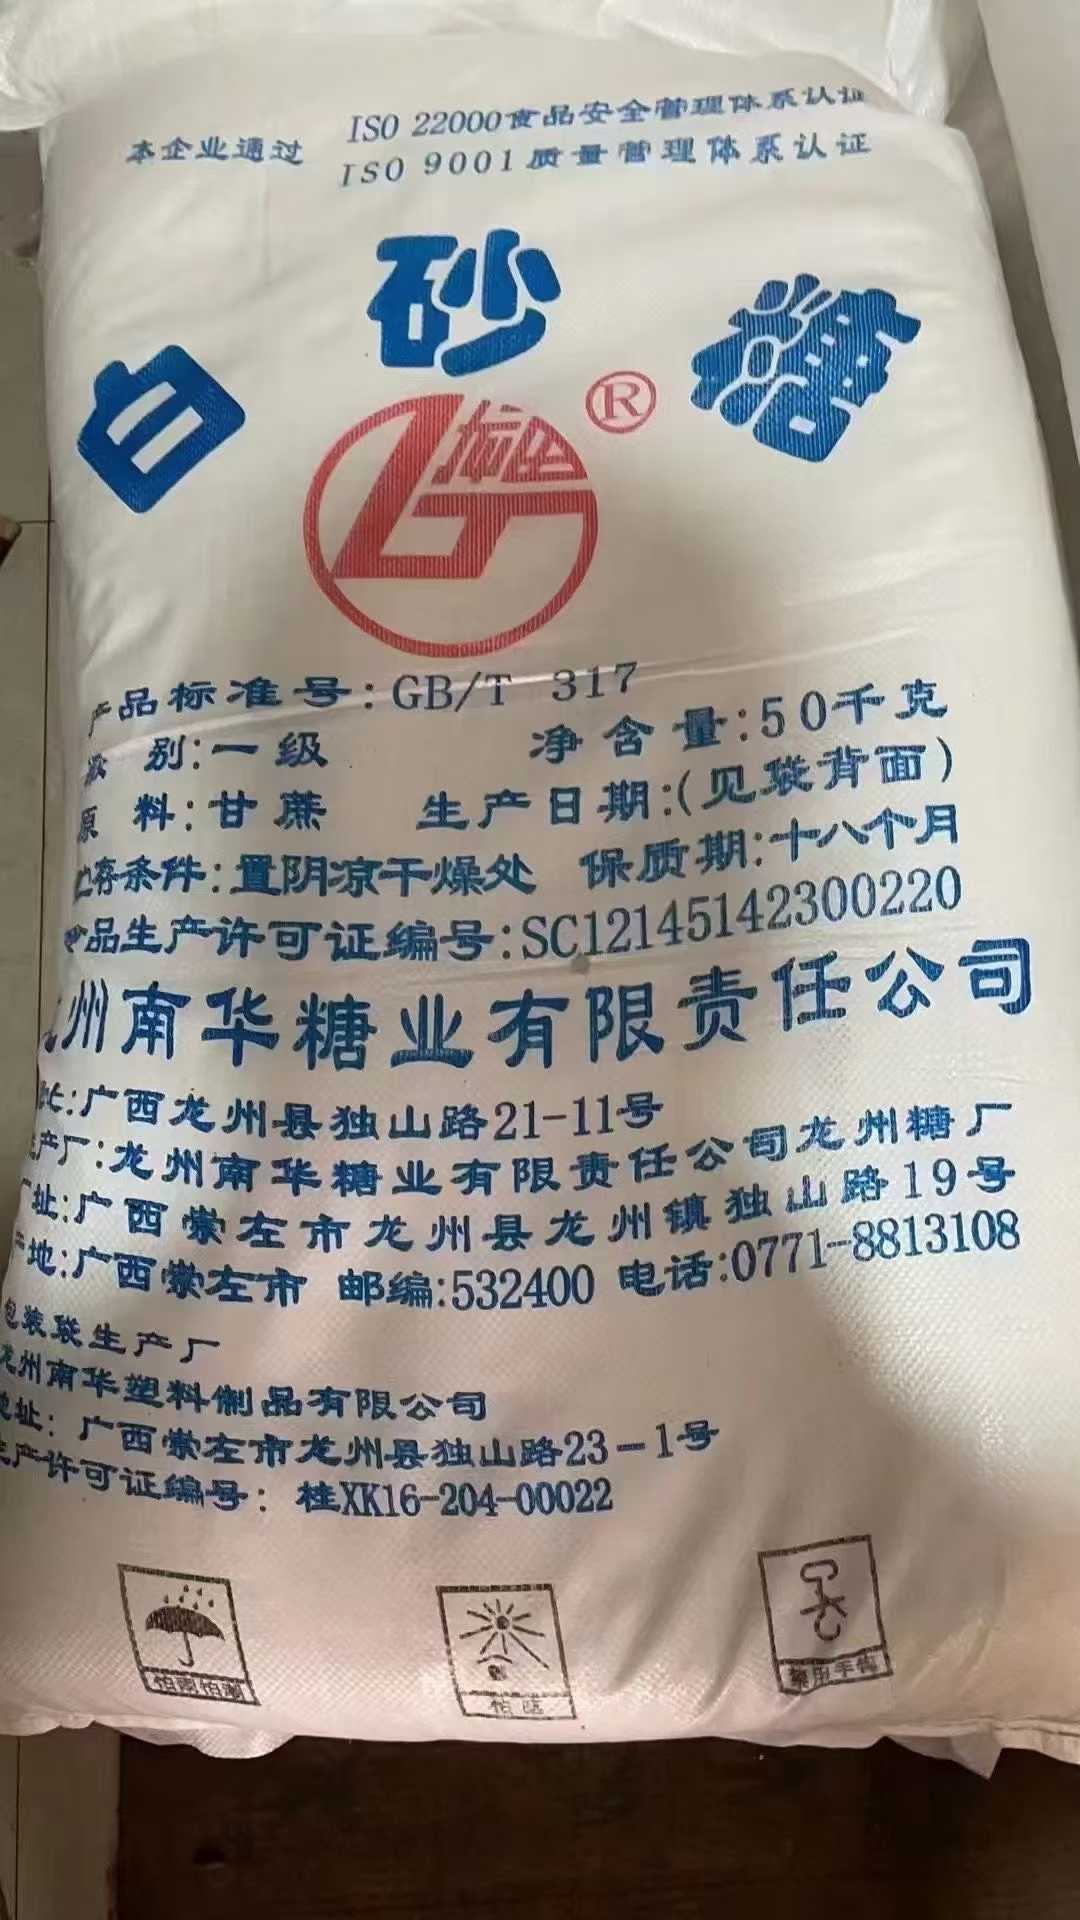 本企业通过 ISO 22000食品安全管理体系认证
ISO 9001质量管理体系认证
白砂糖
®
产品标准号:GB/T 317
级 别:一级 净含量:50千克
原 料:甘蔗 生产日期:(见袋背面)
贮存条件:置阴凉干燥处 保质期:十八个月
食品生产许可证编号:SC12145142300220
龙州南华糖业有限责任公司
地址:广西龙州县独山路21-11号
生产厂:龙州南华糖业有限责任公司龙州糖厂
厂址:广西崇左市龙州县龙州镇独山路19号
产地:广西崇左市 邮编:532400 电话:0771-8813108
包装袋生产厂
龙州南华塑料制品有限公司
地址:广西崇左市龙州县独山路23-1号
生产许可证编号:桂XK16-204-00022
怕雨怕潮
怕晒
禁用手钩